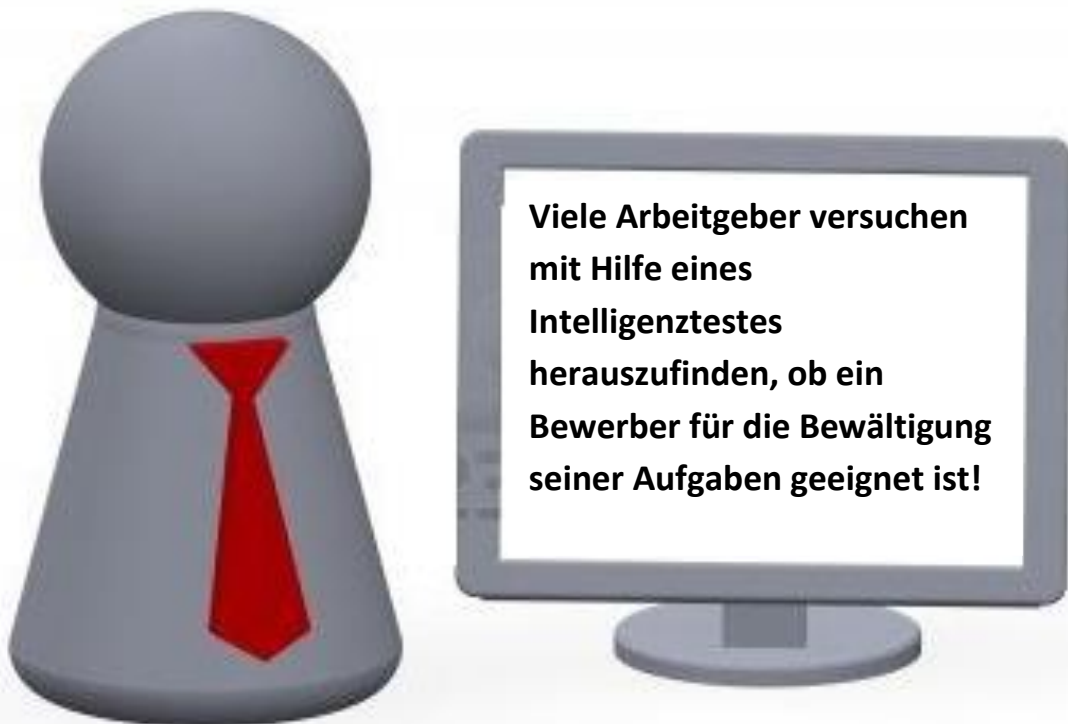 Viele Arbeitgeber versuchen
mit Hilfe eines
Intelligenztestes
herauszufinden, ob ein
Bewerber für die Bewältigung
seiner Aufgaben geeignet ist!